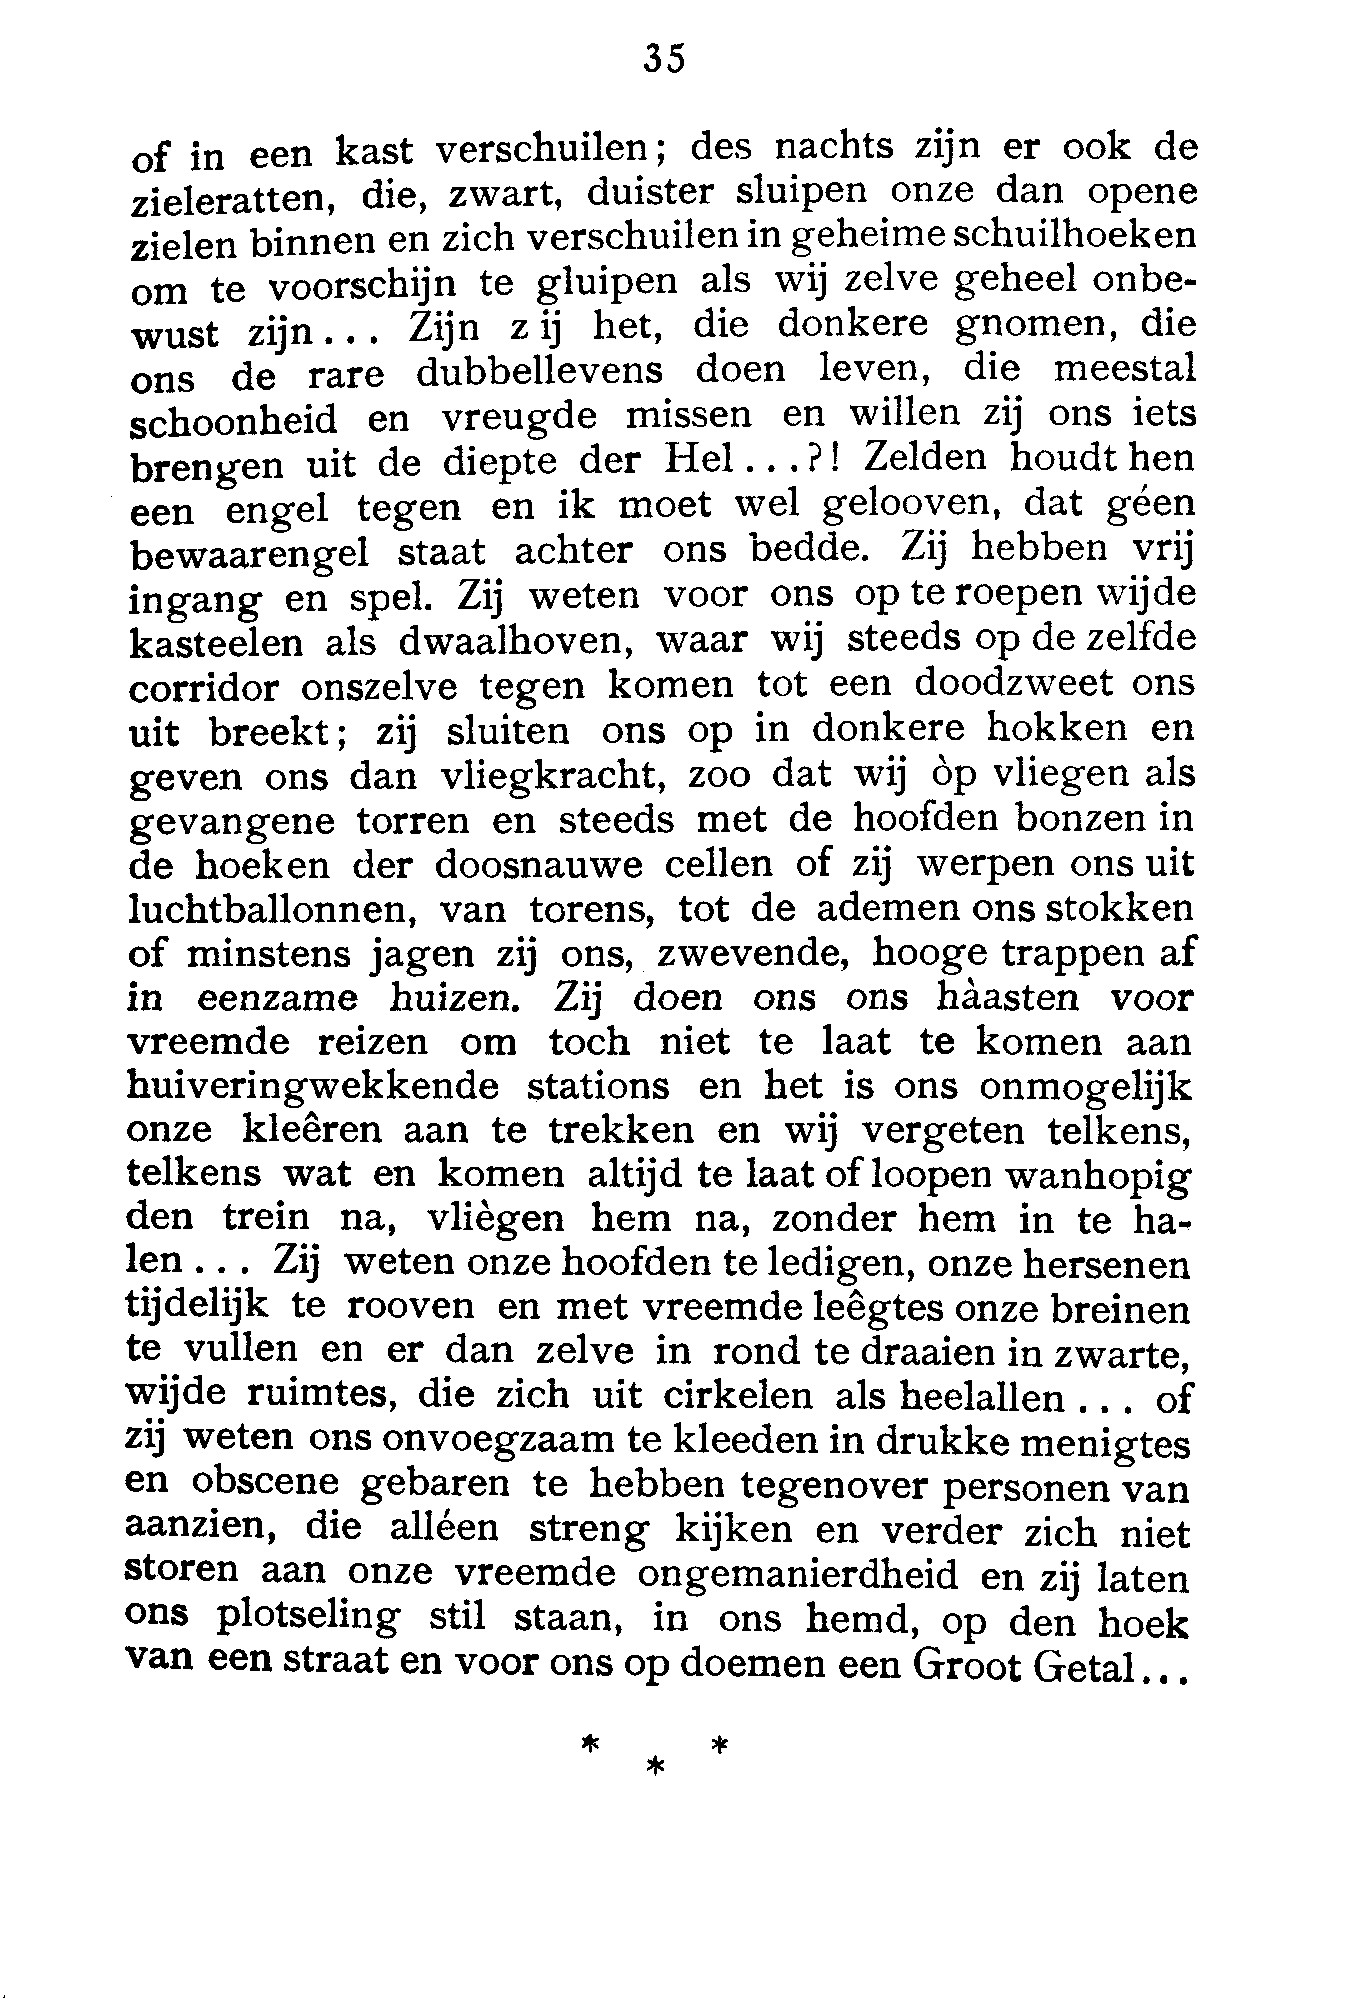 35
of in een kast verschuilen; des nachts zijn er ook de
zieleratten, die, zwart, duister sluipen onze dan opene
zielen binnen en zich verschuilen in geheime schuilhoeken
om te voorschijn te gluipen als wij zelve geheel onbe-
wust zijn... Zijn zij het, die donkere gnomen, die
ons de rare dubbellevens doen leven, die meestal
schoonheid en vreugde missen en willen zij ons iets
brengen uit de diepte der Hel...?! Zelden houdt hen
een engel tegen en ik moet wel gelooven, dat géen
bewaarengel staat achter ons bedde. Zij hebben vrij
ingang en spel. Zij weten voor ons op te roepen wijde
kasteelen als dwaalhoven, waar wij steeds op de zelfde
corridor onszelve tegen komen tot een doodzweet ons
uit breekt; zij sluiten ons op in donkere hokken en
geven ons dan vliegkracht, zoo dat wij òp vliegen als
gevangene torren en steeds met de hoofden bonzen in
de hoeken der doosnauwe cellen of zij werpen ons uit
luchtballonnen, van torens, tot de ademen ons stokken
of minstens jagen zij ons, zwevende, hooge trappen af
in eenzame huizen. Zij doen ons ons hàasten voor
vreemde reizen om toch niet te laat te komen aan
huiveringwekkende stations en het is ons onmogelijk
onze kleêren aan te trekken en wij vergeten telkens,
telkens wat en komen altijd te laat of loopen wanhopig
den trein na, vliègen hem na, zonder hem in te ha-
len... Zij weten onze hoofden te ledigen, onze hersenen
tijdelijk te rooven en met vreemde leêgtes onze breinen
te vullen en er dan zelve in rond te draaien in zwarte,
wijde ruimtes, die zich uit cirkelen als heelallen... of
zij weten ons onvoegzaam te kleeden in drukke menigtes
en obscene gebaren te hebben tegenover personen van
aanzien, die alléen streng kijken en verder zich niet
storen aan onze vreemde ongemanierdheid en zij laten
ons plotseling stil staan, in ons hemd, op den hoek
van een straat en voor ons op doemen een Groot Getal...
* * *